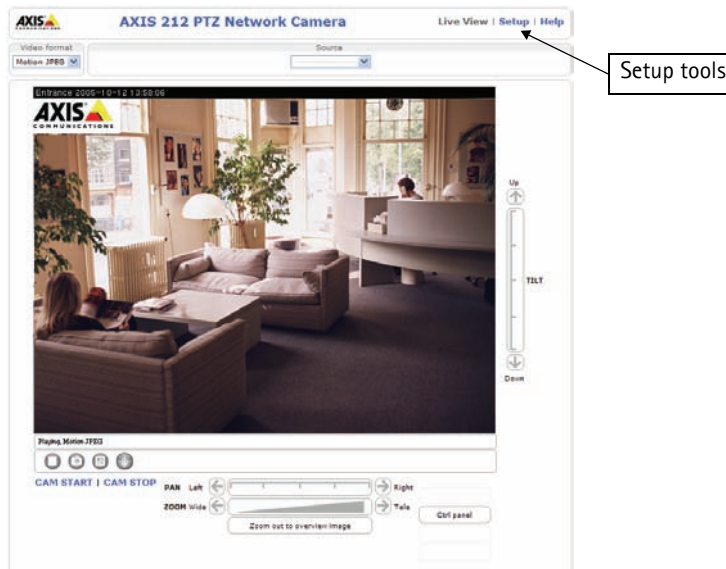 AXIS
COMMUNICATIONS
AXIS 212 PTZ Network Camera
Live View | Setup | Help
Video format
Source
Motion JPEG
Setup tools
Entrance 2005-10-12 13:58:06
AXIS
COMMUNICATIONS
Up
TILT
Down
Playing, Motion JPEG
CAM START | CAM STOP
PAN Left Right
ZOOM Wide Tele
Ctrl panel
Zoom out to overview image